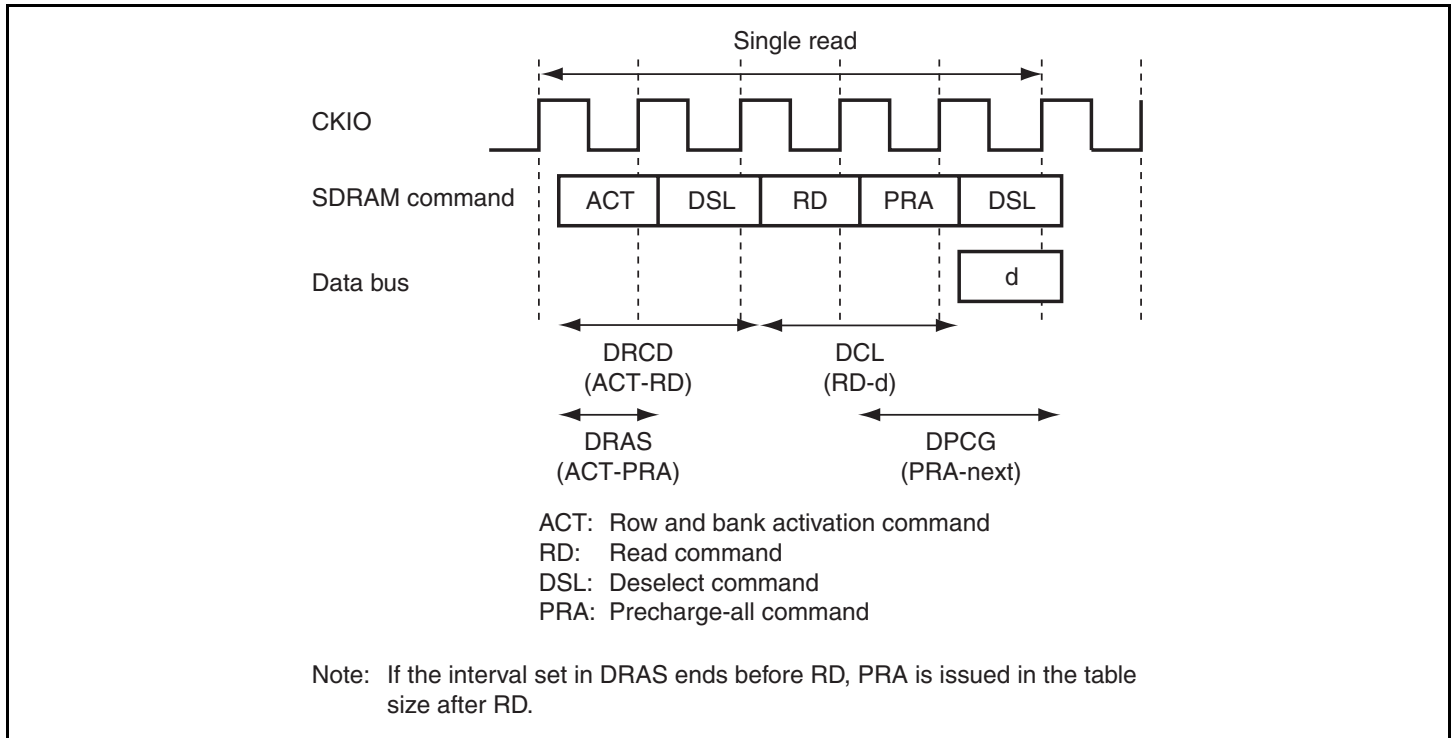 Single read
CKIO
SDRAM command
ACT DSL RD PRA DSL
Data bus
d
DRCD
(ACT-RD)
DCL
(RD-d)
DRAS
(ACT-PRA)
DPCG
(PRA-next)
ACT: Row and bank activation command
RD: Read command
DSL: Deselect command
PRA: Precharge-all command
Note: If the interval set in DRAS ends before RD, PRA is issued in the table
size after RD.